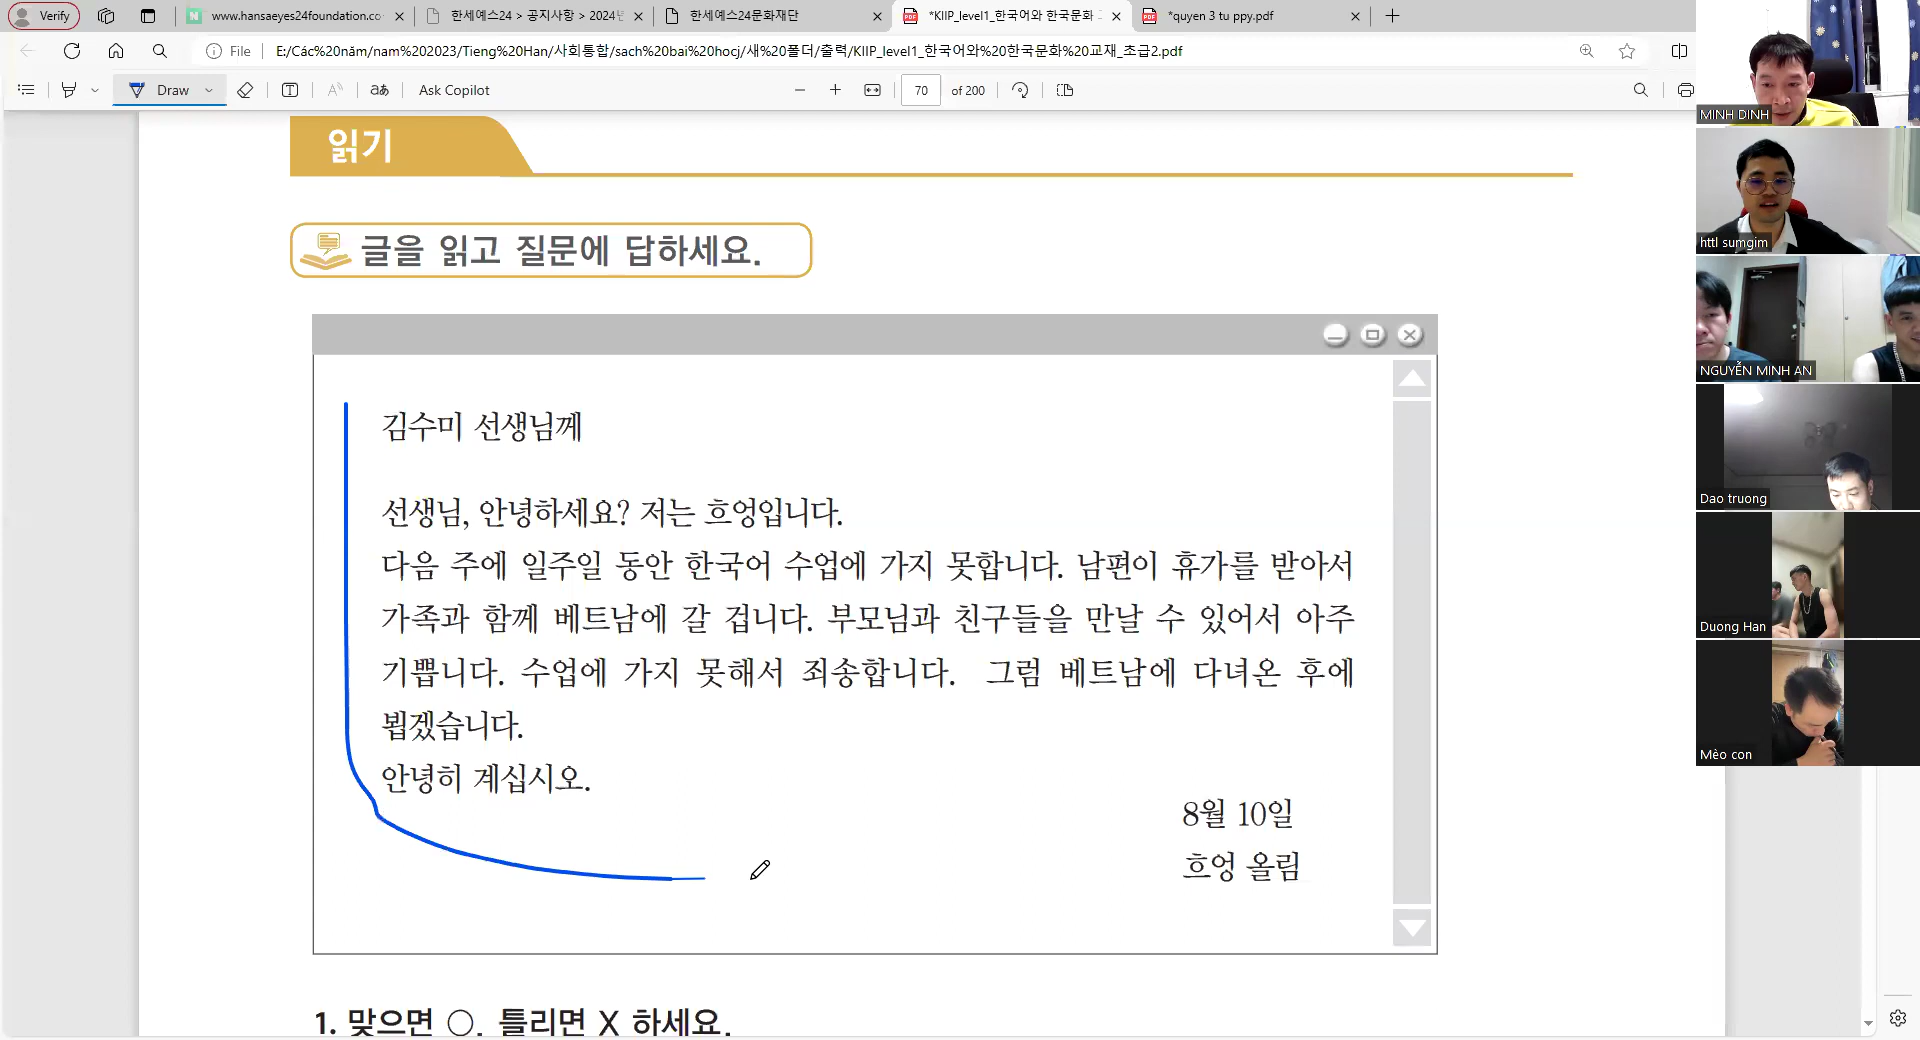 Verify
www.hansaeyes24foundation.co
한세예스24 > 공지사항 > 2024년
한세예스24문화재단
*KIIP_level1_한국어와 한국문화
*quyen 3 tu ppy.pdf
File
E:/Các%20năm/nam%202023/Tieng%20Han/사회통합/sach%20bai%20hocj/새%20폴더/출력/KIIP_level1_한국어와%20한국문화%20교재_초급2.pdf
Draw
aあ
Ask Copilot
70
of 200
읽기
글을 읽고 질문에 답하세요.
김수미 선생님께
선생님, 안녕하세요? 저는 흐엉입니다.
다음 주에 일주일 동안 한국어 수업에 가지 못합니다. 남편이 휴가를 받아서
가족과 함께 베트남에 갈 겁니다. 부모님과 친구들을 만날 수 있어서 아주
기쁩니다. 수업에 가지 못해서 죄송합니다. 그럼 베트남에 다녀온 후에
뵙겠습니다.
안녕히 계십시오.
8월 10일
흐엉 올림
1. 맞으면 ○, 틀리면 X 하세요.
MINH DINH
httl sumgim
NGUYỄN MINH AN
Dao truong
Duong Han
Mèo con